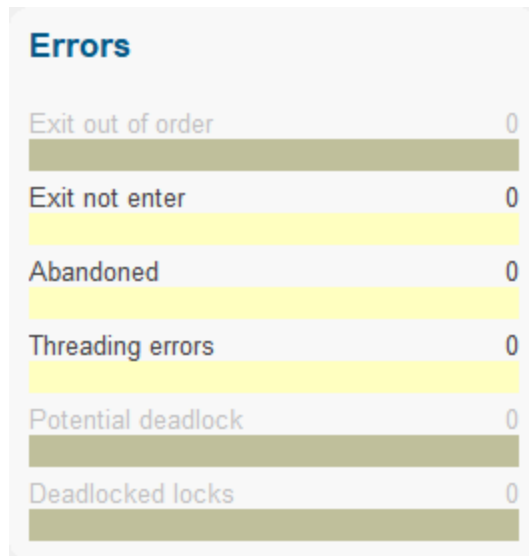 Errors
Exit out of order 0
Exit not enter 0
Abandoned 0
Threading errors 0
Potential deadlock 0
Deadlocked locks 0